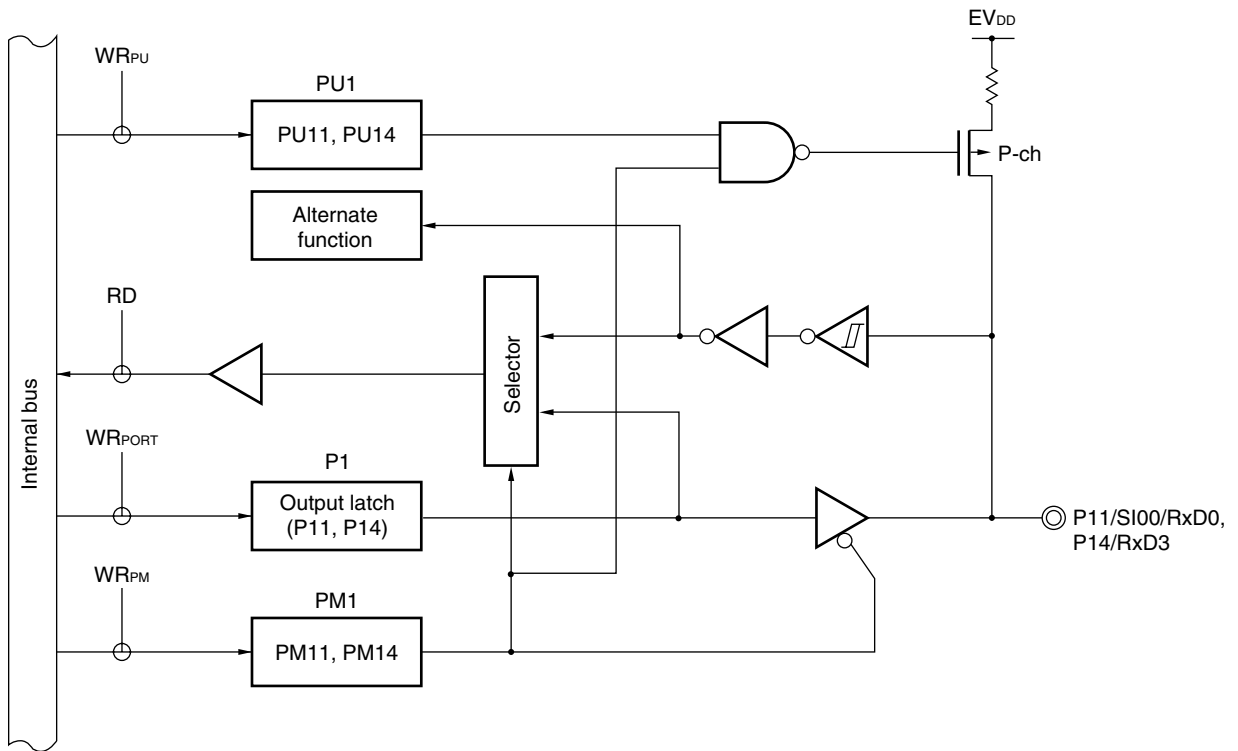 EVDD
WRPU
PU1
PU11, PU14
P-ch
Alternate
function
RD
Selector
Internal bus
WRPORT
P1
Output latch
(P11, P14)
P11/SI00/RxD0,
P14/RxD3
WRPM
PM1
PM11, PM14